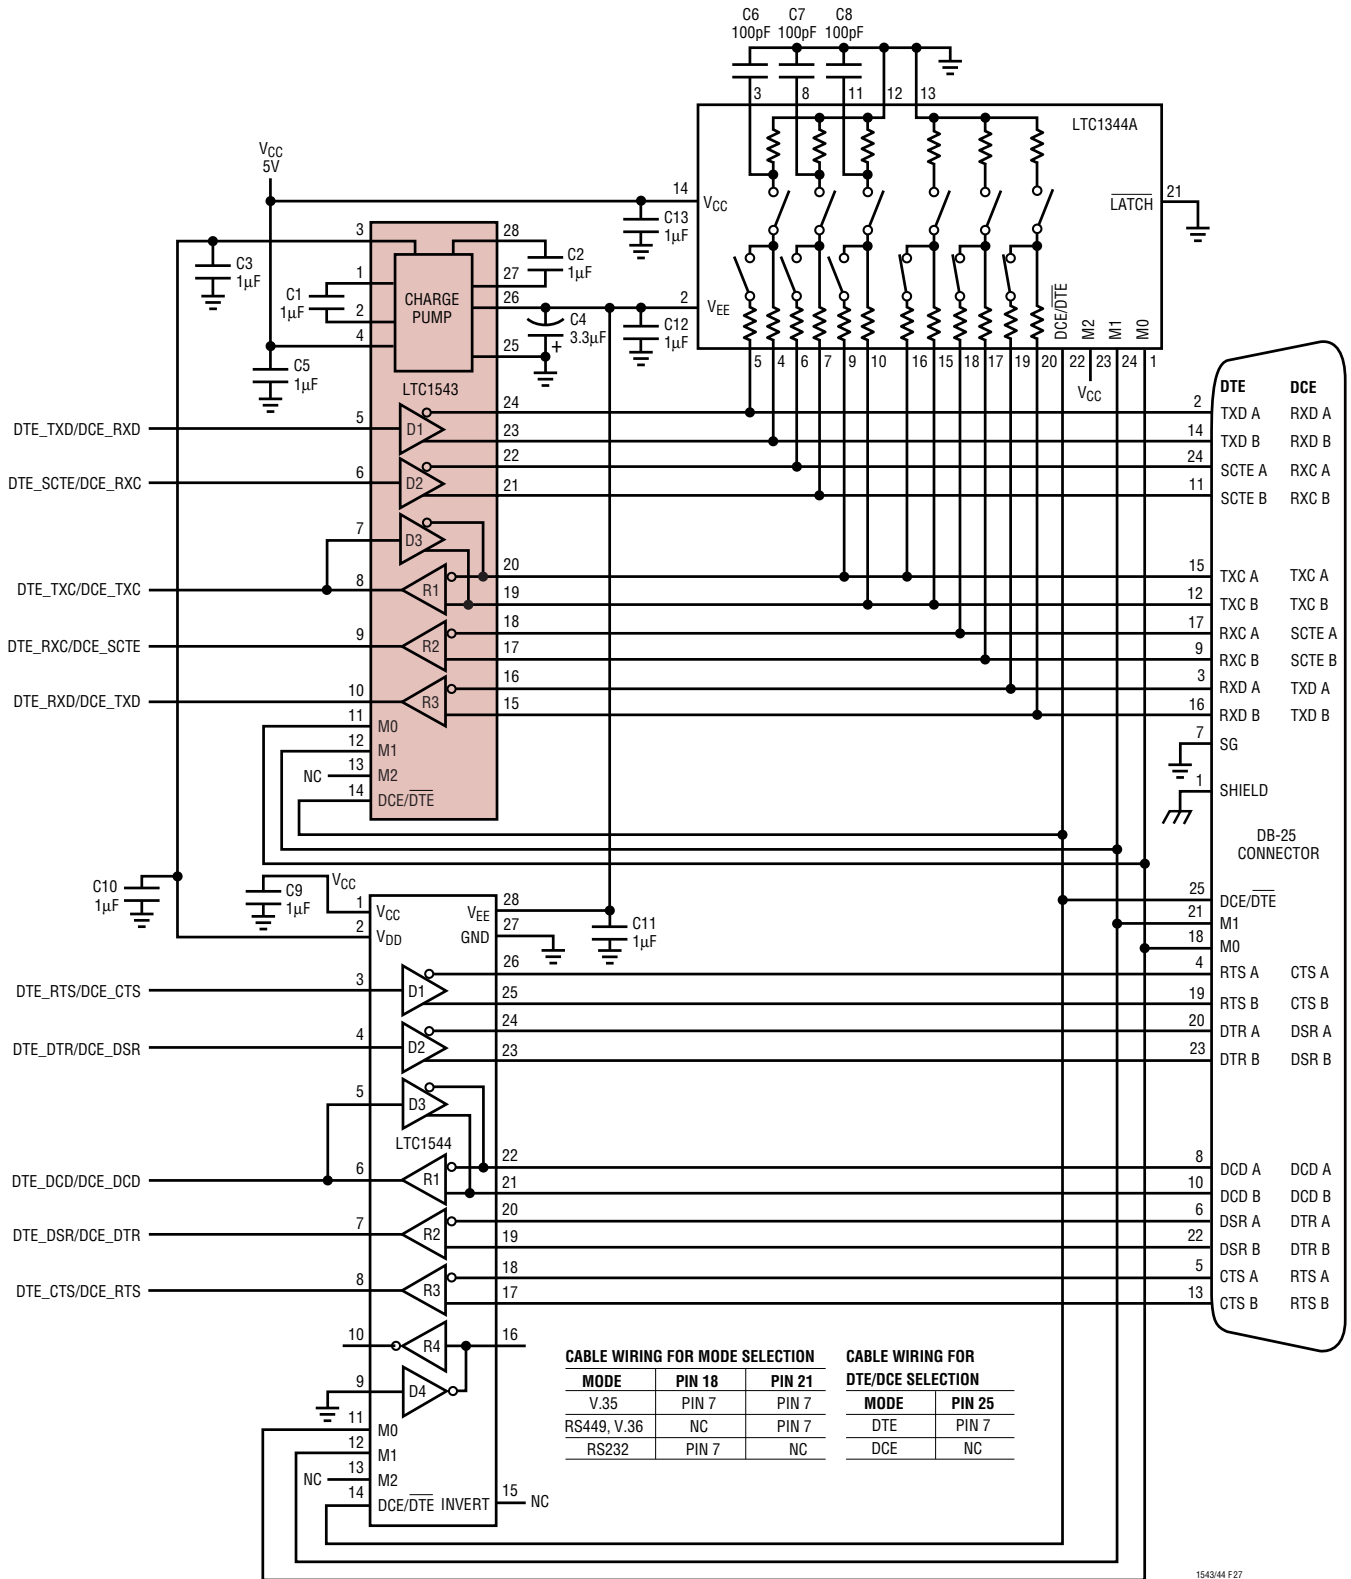 C6 C7 C8
100pF 100pF 100pF
3 8 11 12 13
LTC1344A
VCC
5V
14
VCC
21
LATCH
C13
1µF
3
28
C3
1µF
C2
1µF
1
27
C1
1µF
CHARGE
PUMP
26
2
VEE
2
C4
3.3µF
+
C12
1µF
4
25
C5
1µF
DCE/DTE
M2
M1
M0
5 4 6 7 9 10 16 15 18 17 19 20 22 23 24 1
VCC
LTC1543
DTE DCE
24
2
TXD A RXD A
DTE_TXD/DCE_RXD
5
D1
23
14
TXD B RXD B
22
24
SCTE A RXC A
DTE_SCTE/DCE_RXC
6
D2
21
11
SCTE B RXC B
7
D3
20
15
TXC A TXC A
DTE_TXC/DCE_TXC
8
R1
19
12
TXC B TXC B
18
17
RXC A SCTE A
DTE_RXC/DCE_SCTE
9
R2
17
9
RXC B SCTE B
16
3
RXD A TXD A
DTE_RXD/DCE_TXD
10
R3
15
16
RXD B TXD B
11
M0
7
SG
12
M1
NC
13
M2
1
SHIELD
14
DCE/DTE
DB-25
CONNECTOR
C10
1µF
C9
1µF
VCC
1
VCC
VEE
28
25
DCE/DTE
2
VDD
GND
27
C11
1µF
21
M1
18
M0
26
4
RTS A CTS A
DTE_RTS/DCE_CTS
3
D1
25
19
RTS B CTS B
24
20
DTR A DSR A
DTE_DTR/DCE_DSR
4
D2
23
23
DTR B DSR B
5
D3
LTC1544
22
8
DCD A DCD A
DTE_DCD/DCE_DCD
6
R1
21
10
DCD B DCD B
20
6
DSR A DTR A
DTE_DSR/DCE_DTR
7
R2
19
22
DSR B DTR B
18
5
CTS A RTS A
DTE_CTS/DCE_RTS
8
R3
17
13
CTS B RTS B
10
R4
16
9
D4
11
M0
12
M1
NC
13
M2
14
DCE/DTE INVERT
15
NC
CABLE WIRING FOR MODE SELECTION
MODE PIN 18 PIN 21
V.35 PIN 7 PIN 7
RS449, V.36 NC PIN 7
RS232 PIN 7 NC
CABLE WIRING FOR
DTE/DCE SELECTION
MODE PIN 25
DTE PIN 7
DCE NC
1543/44 F27